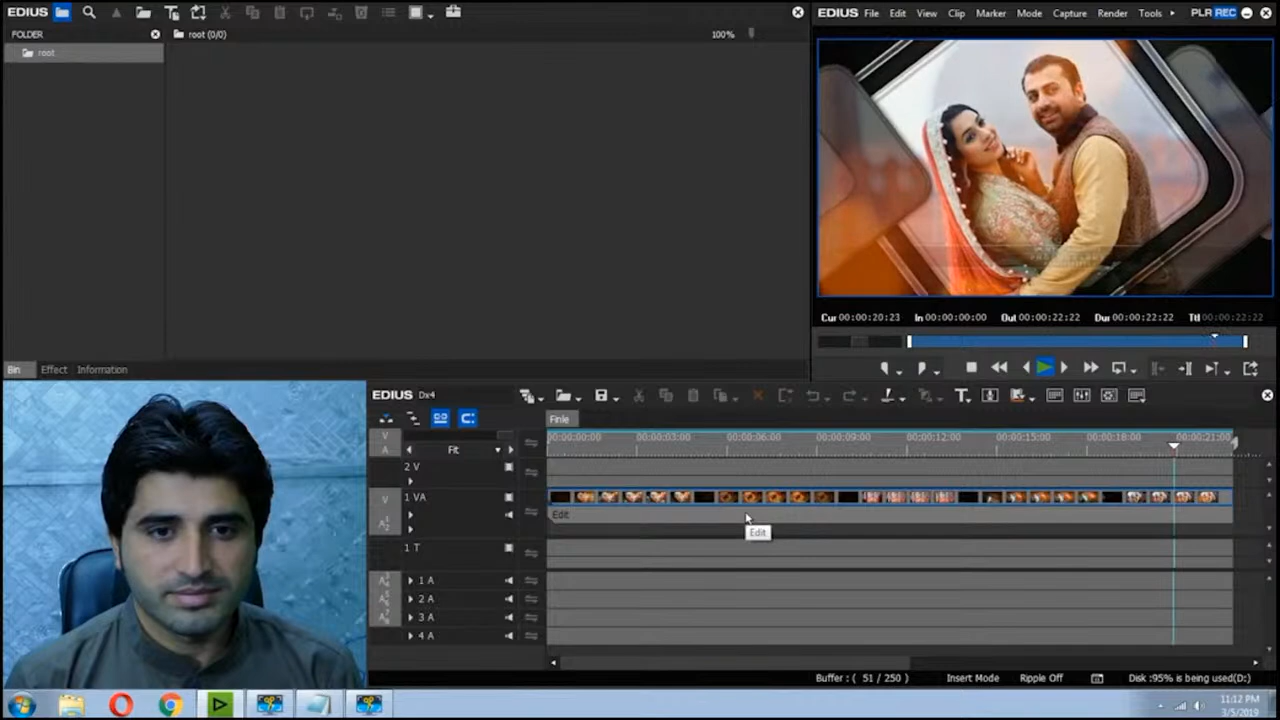 EDIUS
FOLDER
root
root (0/0)
100%
Bin
Effect
Information
EDIUS
File
Edit
View
Clip
Marker
Mode
Capture
Render
Tools
PLR
REC
Cur 00:00:20:23
In 00:00:00:00
Out 00:00:22:22
Dur 00:00:22:22
Ttl 00:00:22:22
EDIUS
Dx4
Finle
V
A
Fit
00:00:00:00
00:00:03:00
00:00:06:00
00:00:09:00
00:00:12:00
00:00:15:00
00:00:18:00
00:00:21:00
2 V
V
1 VA
Edit
Edit
1 T
1 A
2 A
3 A
4 A
Buffer : ( 51 / 250 )
Insert Mode
Ripple Off
Disk :95% is being used(D:)
11:12 PM
3/5/2019